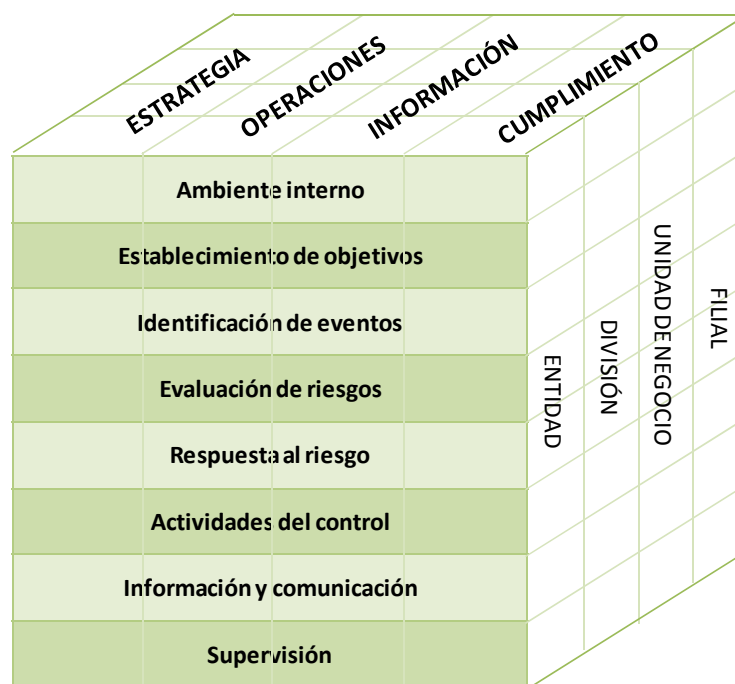 ESTRATEGIA
OPERACIONES
INFORMACIÓN
CUMPLIMIENTO
Ambiente interno
Establecimiento de objetivos
Identificación de eventos
Evaluación de riesgos
Respuesta al riesgo
Actividades del control
Información y comunicación
Supervisión
ENTIDAD
DIVISIÓN
UNIDAD DE NEGOCIO
FILIAL